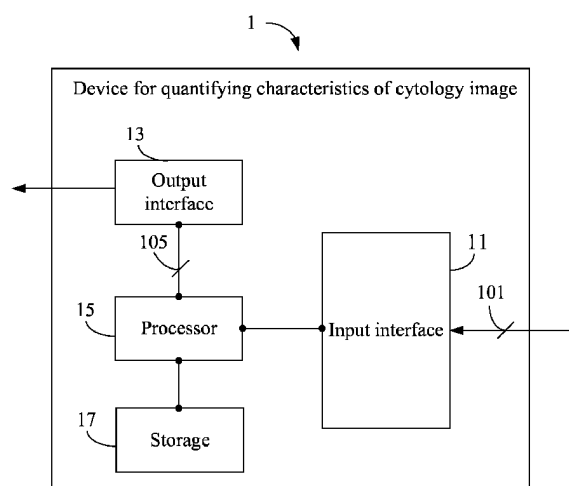 1
Device for quantifying characteristics of cytology image
13
Output
interface
105
11
101
15
Processor
Input interface
17
Storage